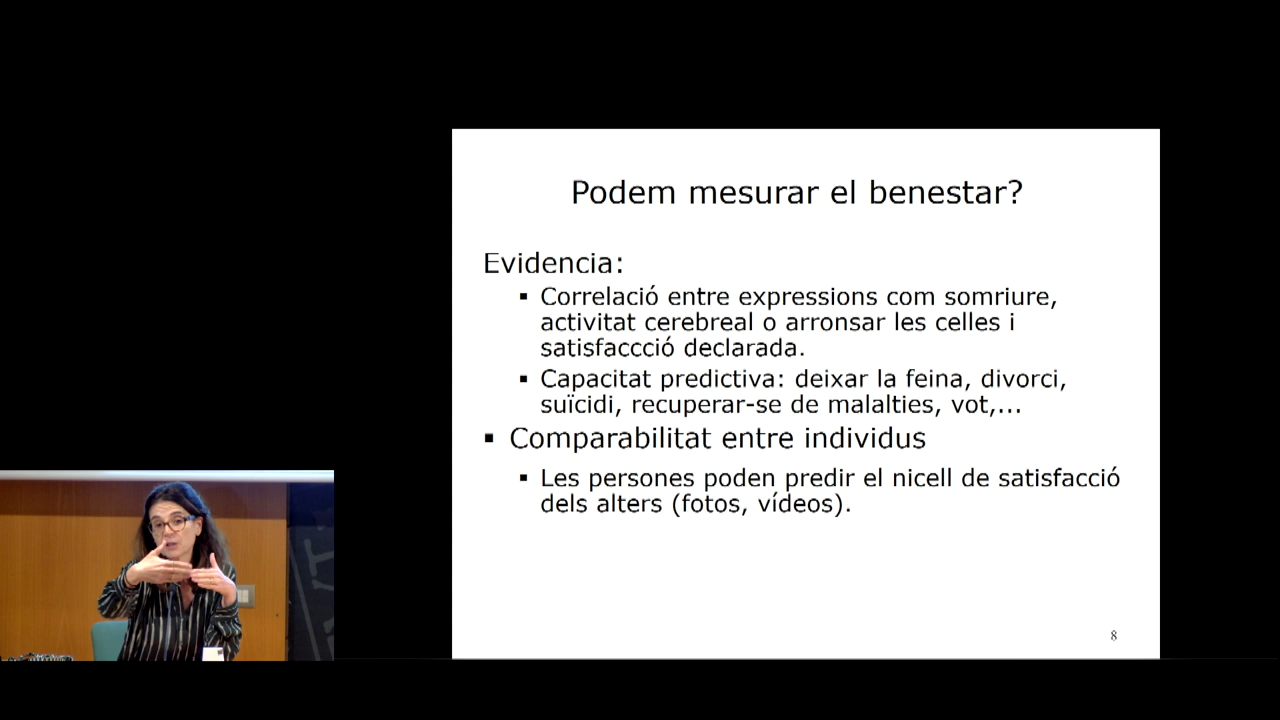 Podem mesurar el benestar?
Evidencia:
▪ Correlació entre expressions com somriure,
activitat cerebreal o arronsar les celles i
satisfaccció declarada.
▪ Capacitat predictiva: deixar la feina, divorci,
suïcidi, recuperar-se de malalties, vot,...
▪ Comparabilitat entre individus
▪ Les persones poden predir el nicell de satisfacció
dels alters (fotos, vídeos).
8